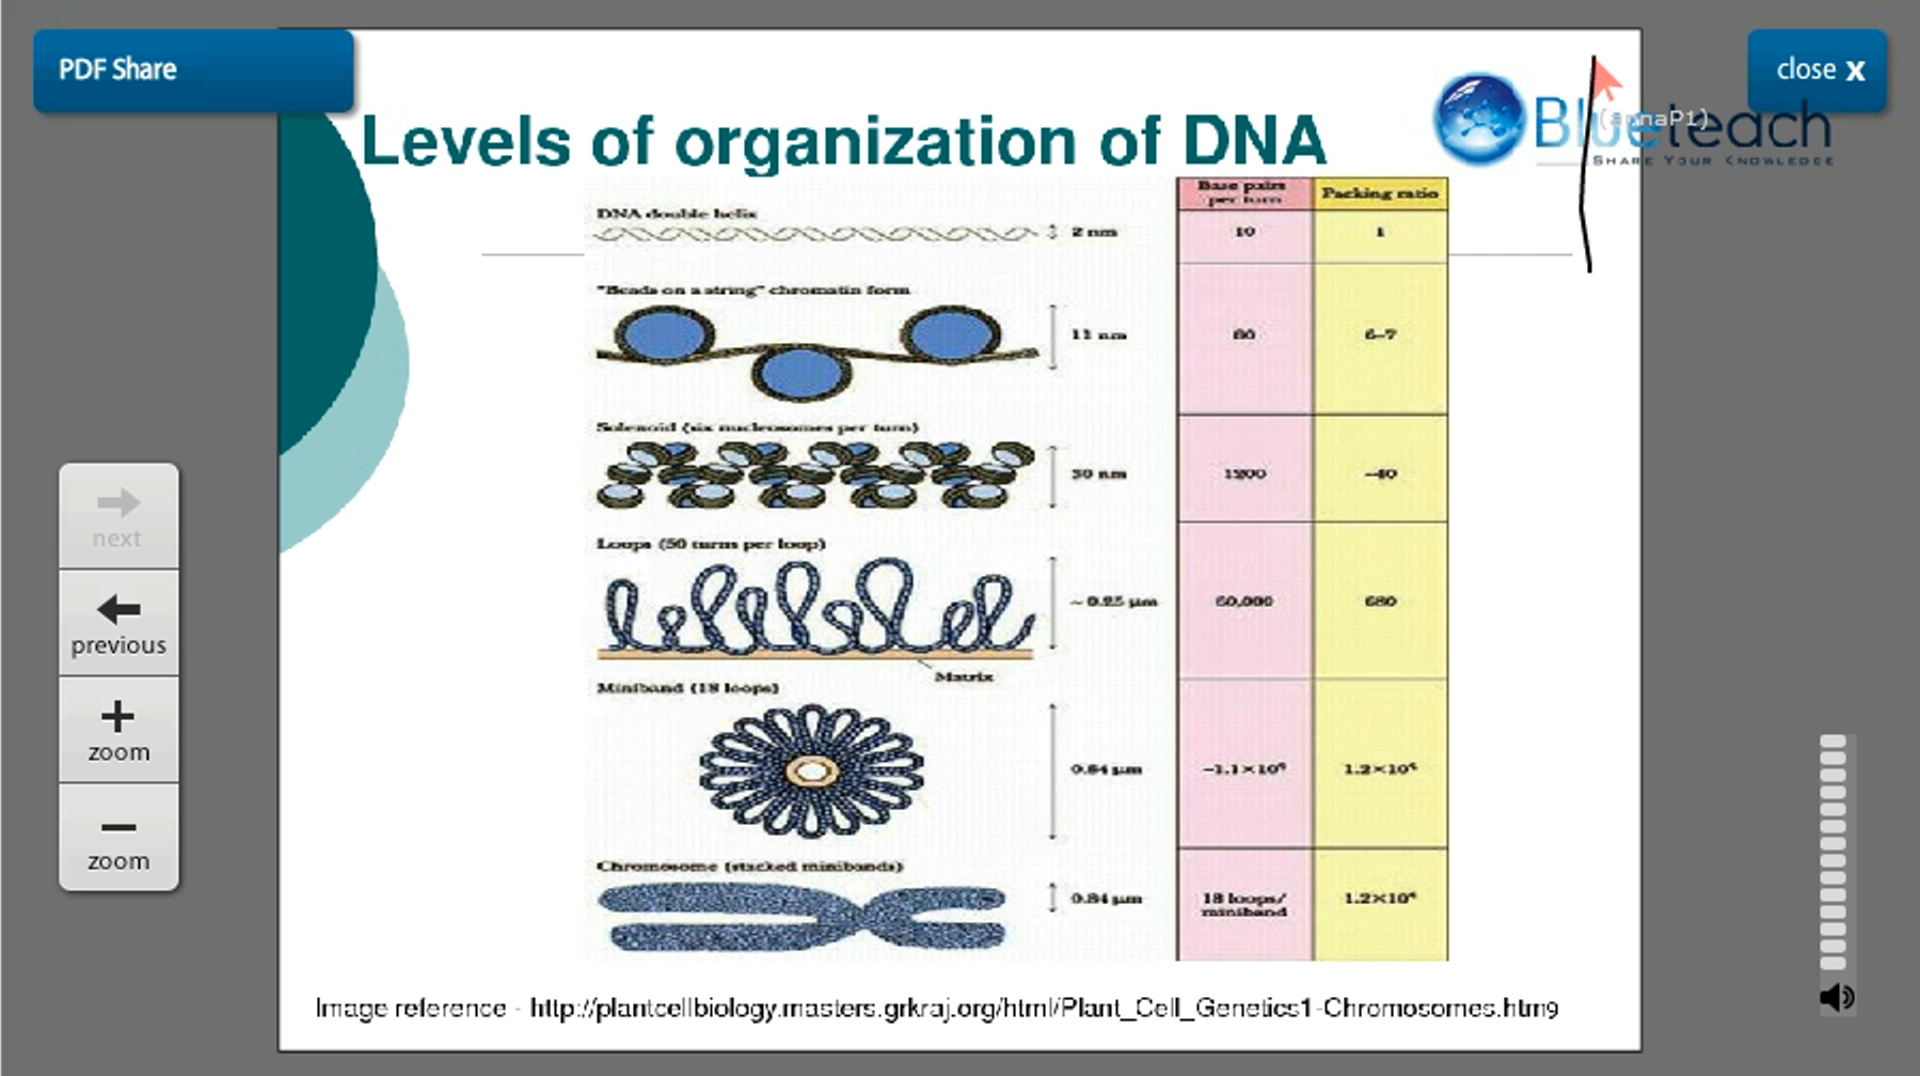 PDF Share
close X
Levels of organization of DNA
Blueteach
(annaP1)
SHARE YOUR KNOWLEDGE
Base pairs per turn
Packing ratio
DNA double helix
2 nm
10
1
"Beads on a string" chromatin form
11 nm
80
6–7
Solenoid (six nucleosomes per turn)
30 nm
1200
~40
Loops (50 turns per loop)
~ 0.25 µm
60,000
680
Matrix
Miniband (18 loops)
0.84 µm
1.2×10⁴
Chromosome (stacked minibands)
0.84 µm
18 loops/
miniband
1.2×10⁴
next
previous
zoom
zoom
Image reference - http://plantcellbiology.masters.grkraj.org/html/Plant_Cell_Genetics1-Chromosomes.htm